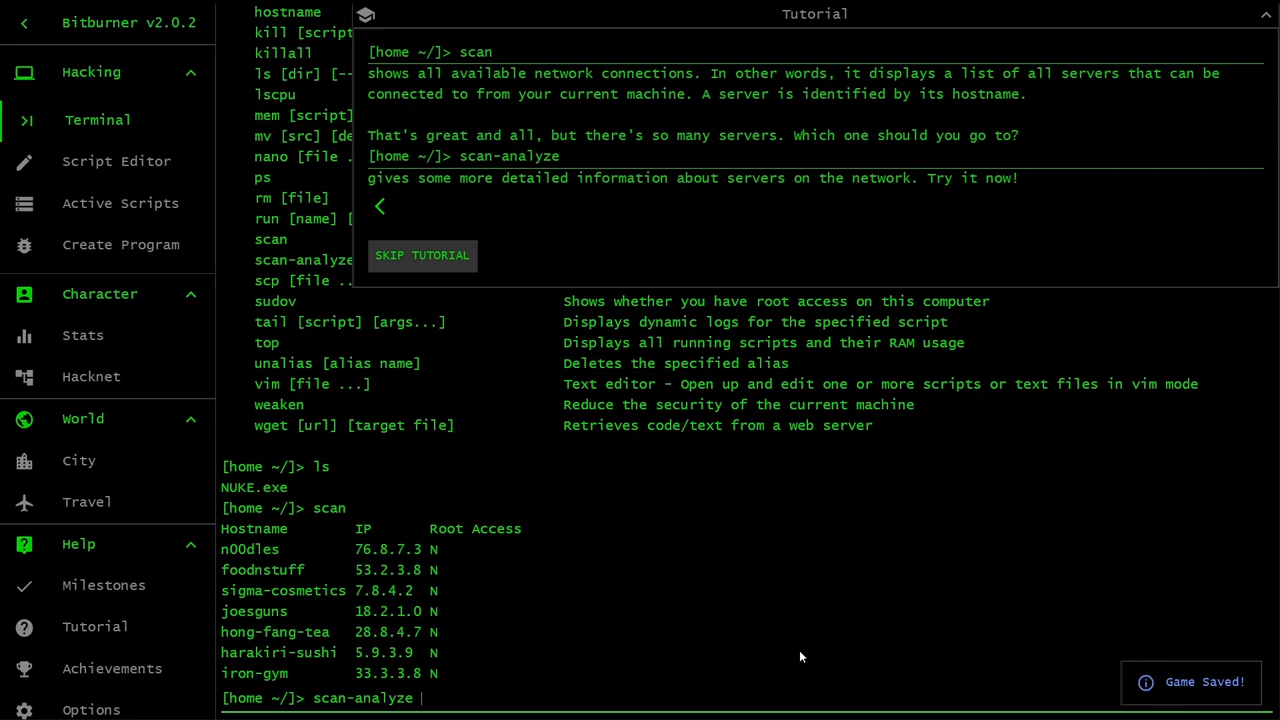 Bitburner v2.0.2
Hacking
Terminal
Script Editor
Active Scripts
Create Program
Character
Stats
Hacknet
World
City
Travel
Help
Milestones
Tutorial
Achievements
Options
hostname
kill [script
killall
ls [dir] [--
lscpu
mem [script]
mv [src] [de
nano [file .
ps
rm [file]
run [name] [
scan
scan-analyze
scp [file ..
Tutorial
[home ~/]> scan
shows all available network connections. In other words, it displays a list of all servers that can be
connected to from your current machine. A server is identified by its hostname.
That's great and all, but there's so many servers. Which one should you go to?
[home ~/]> scan-analyze
gives some more detailed information about servers on the network. Try it now!
SKIP TUTORIAL
sudov Shows whether you have root access on this computer
tail [script] [args...] Displays dynamic logs for the specified script
top Displays all running scripts and their RAM usage
unalias [alias name] Deletes the specified alias
vim [file ...] Text editor - Open up and edit one or more scripts or text files in vim mode
weaken Reduce the security of the current machine
wget [url] [target file] Retrieves code/text from a web server
[home ~/]> ls
NUKE.exe
[home ~/]> scan
Hostname IP Root Access
n00dles 76.8.7.3 N
foodnstuff 53.2.3.8 N
sigma-cosmetics 7.8.4.2 N
joesguns 18.2.1.0 N
hong-fang-tea 28.8.4.7 N
harakiri-sushi 5.9.3.9 N
iron-gym 33.3.3.8 N
[home ~/]> scan-analyze
Game Saved!